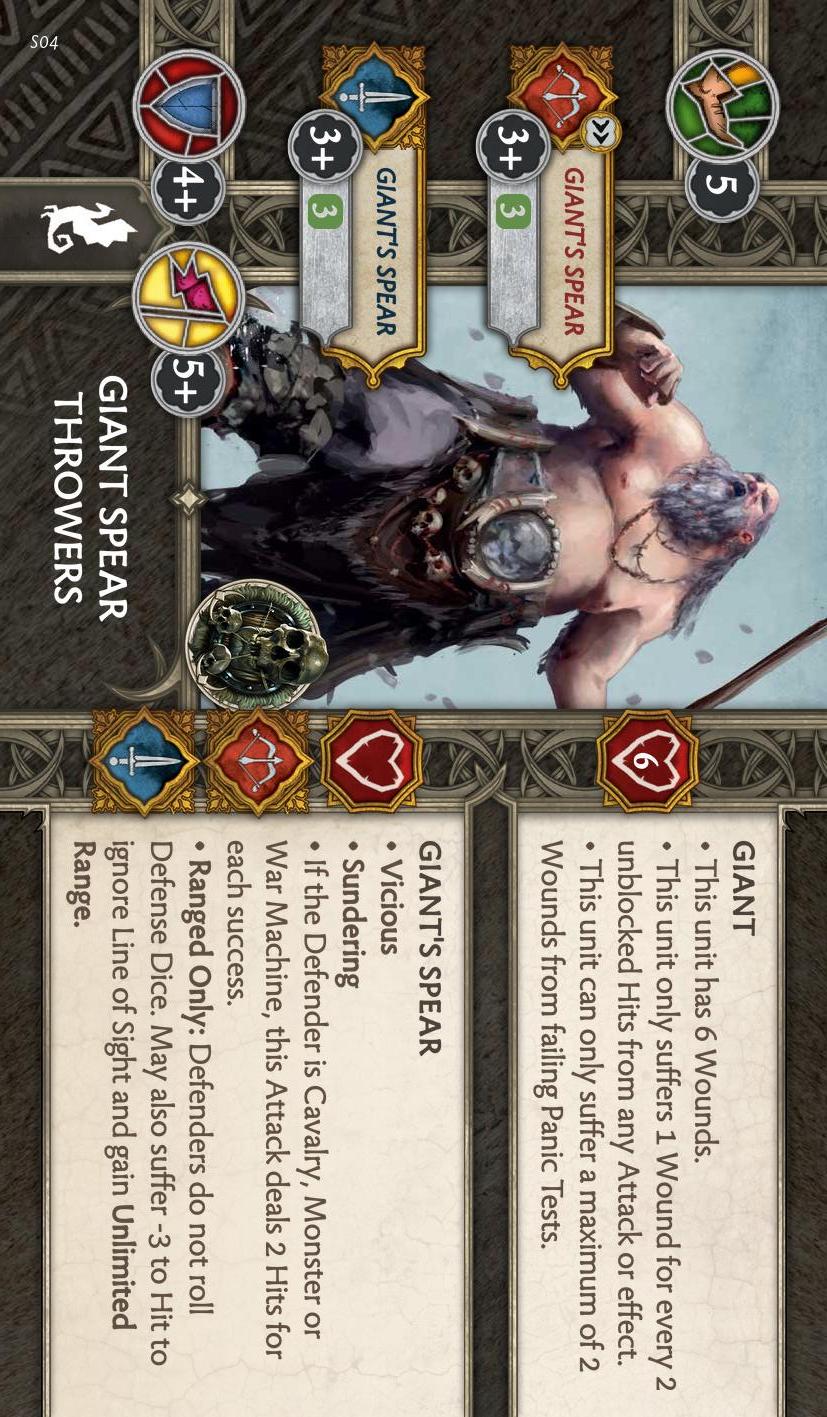 5
GIANT'S SPEAR
3+
3
GIANT'S SPEAR
3+
3
4+
5+
GIANT SPEAR
THROWERS
S04
6
GIANT
• This unit has 6 Wounds.
• This unit only suffers 1 Wound for every 2
unblocked Hits from any Attack or effect.
• This unit can only suffer a maximum of 2
Wounds from failing Panic Tests.
GIANT'S SPEAR
• Vicious
• Sundering
• If the Defender is Cavalry, Monster or
War Machine, this Attack deals 2 Hits for
each success.
• Ranged Only: Defenders do not roll
Defense Dice. May also suffer -3 to Hit to
ignore Line of Sight and gain Unlimited
Range.